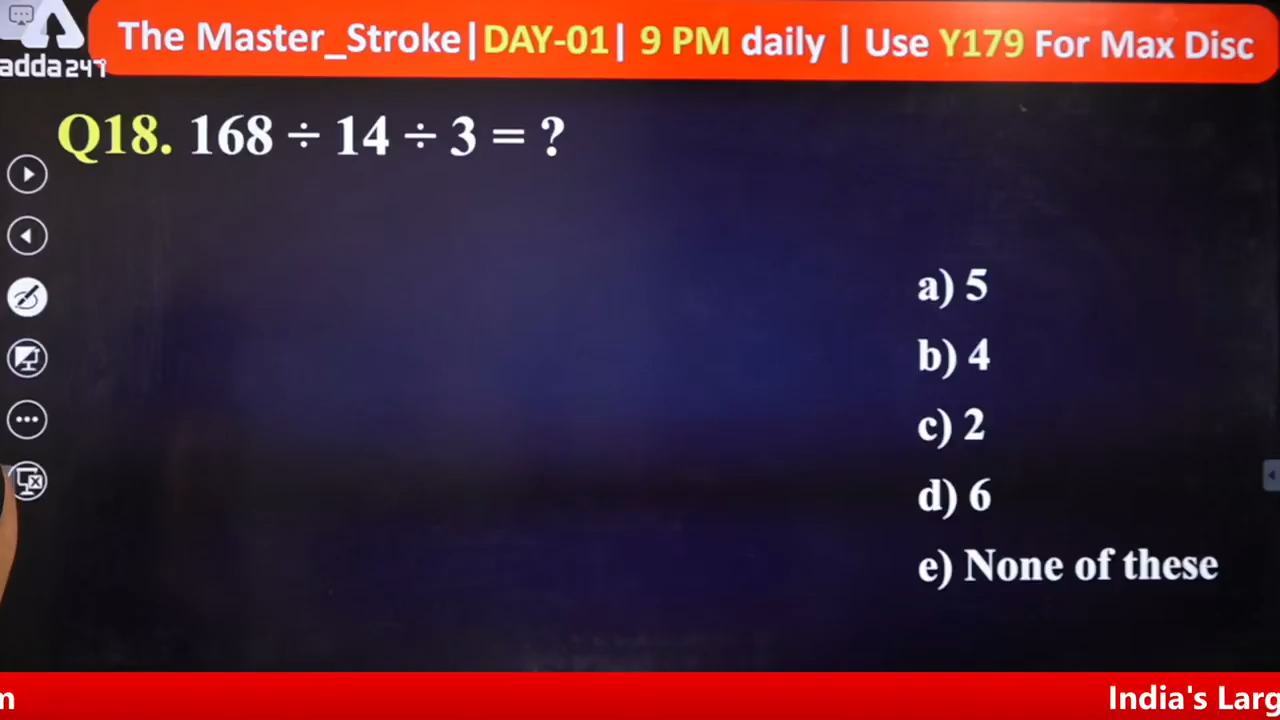 The Master_Stroke|DAY-01| 9 PM daily | Use Y179 For Max Disc
adda247
Q18. 168 ÷ 14 ÷ 3 = ?
a) 5
b) 4
c) 2
d) 6
e) None of these
n India's Larg